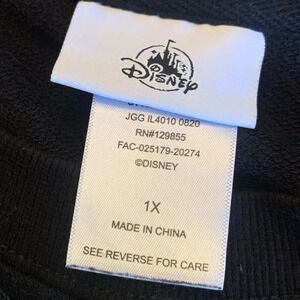 Disney
JGG IL4010 0820
RN#129855
FAC-025179-20274
©DISNEY
1X
MADE IN CHINA
SEE REVERSE FOR CARE